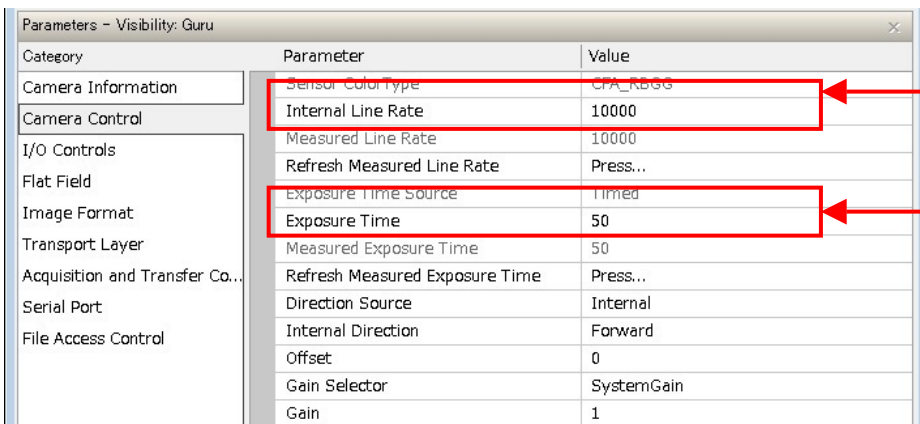 Parameters - Visibility: Guru
Category Parameter Value
Camera Information Sensor ColorType CFA_RBGG
Camera Control Internal Line Rate 10000
Measured Line Rate 10000
I/O Controls Refresh Measured Line Rate Press...
Flat Field Exposure Time Source Timed
Image Format Exposure Time 50
Transport Layer Measured Exposure Time 50
Acquisition and Transfer Co... Refresh Measured Exposure Time Press...
Serial Port Direction Source Internal
File Access Control Internal Direction Forward
Offset 0
Gain Selector SystemGain
Gain 1